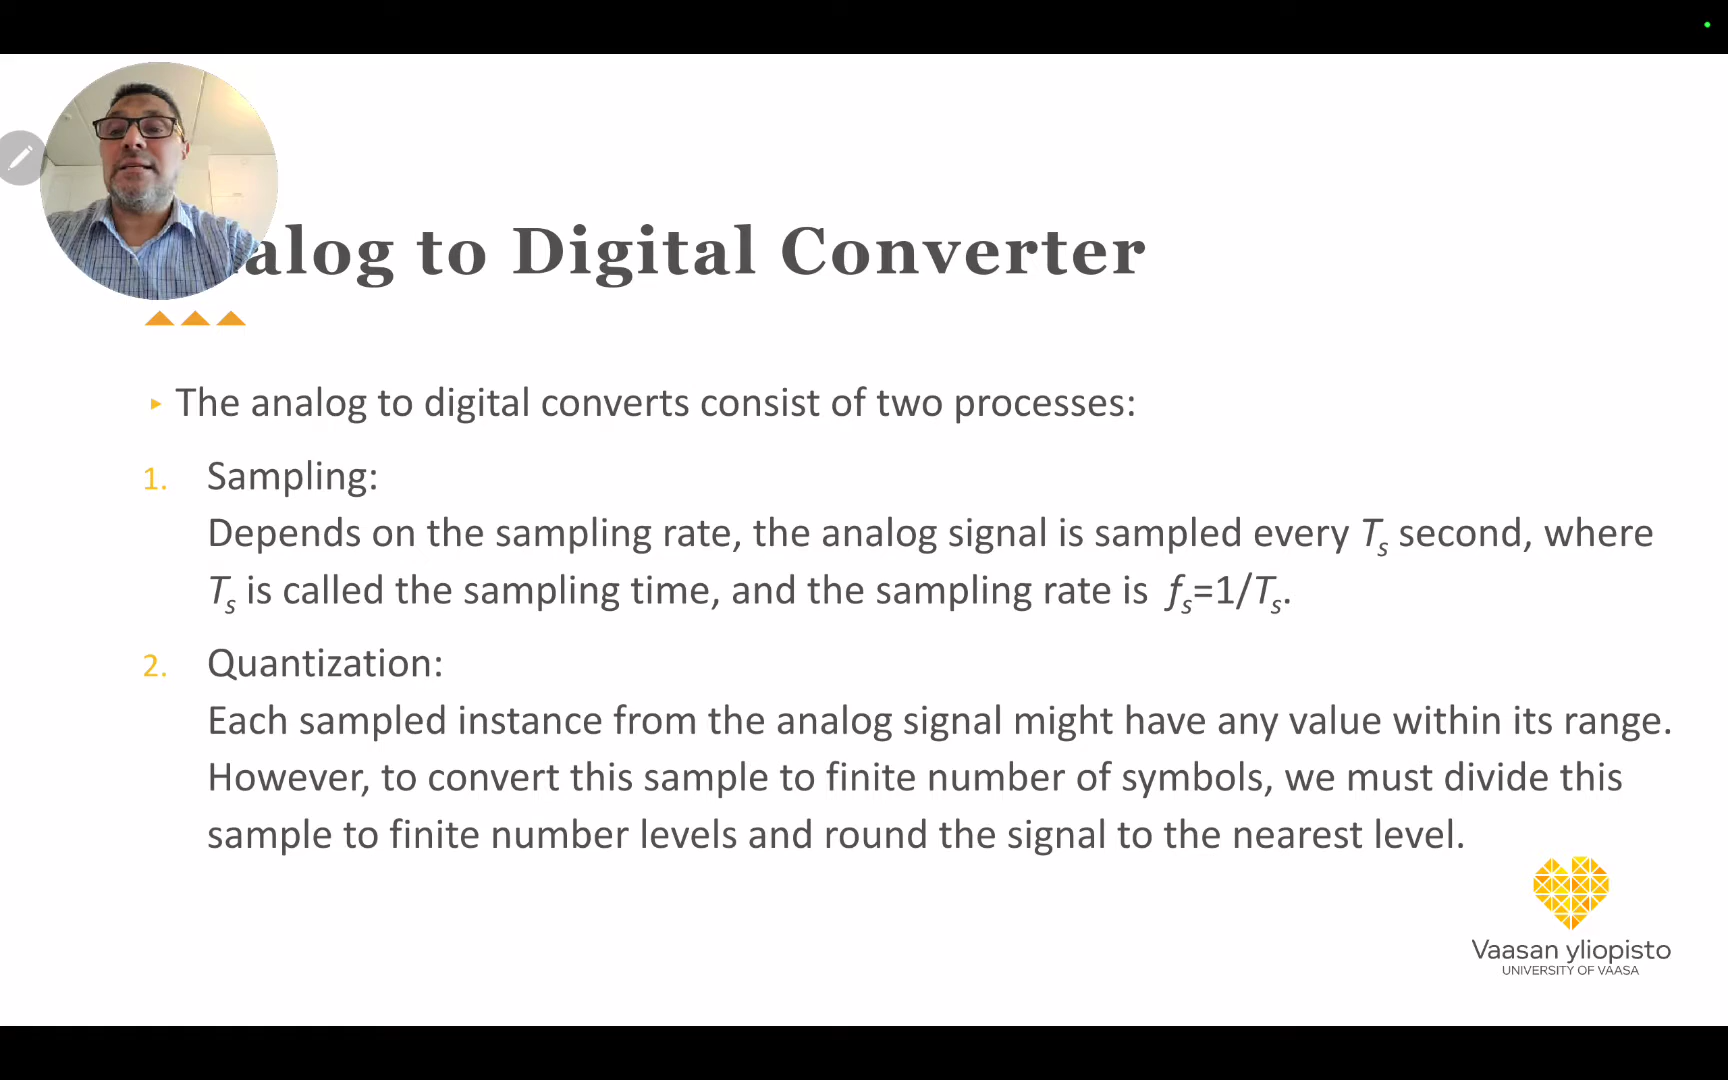 alog to Digital Converter
The analog to digital converts consist of two processes:
1. Sampling:
Depends on the sampling rate, the analog signal is sampled every Ts second, where
Ts is called the sampling time, and the sampling rate is fs=1/Ts.
2. Quantization:
Each sampled instance from the analog signal might have any value within its range.
However, to convert this sample to finite number of symbols, we must divide this
sample to finite number levels and round the signal to the nearest level.
Vaasan yliopisto
UNIVERSITY OF VAASA